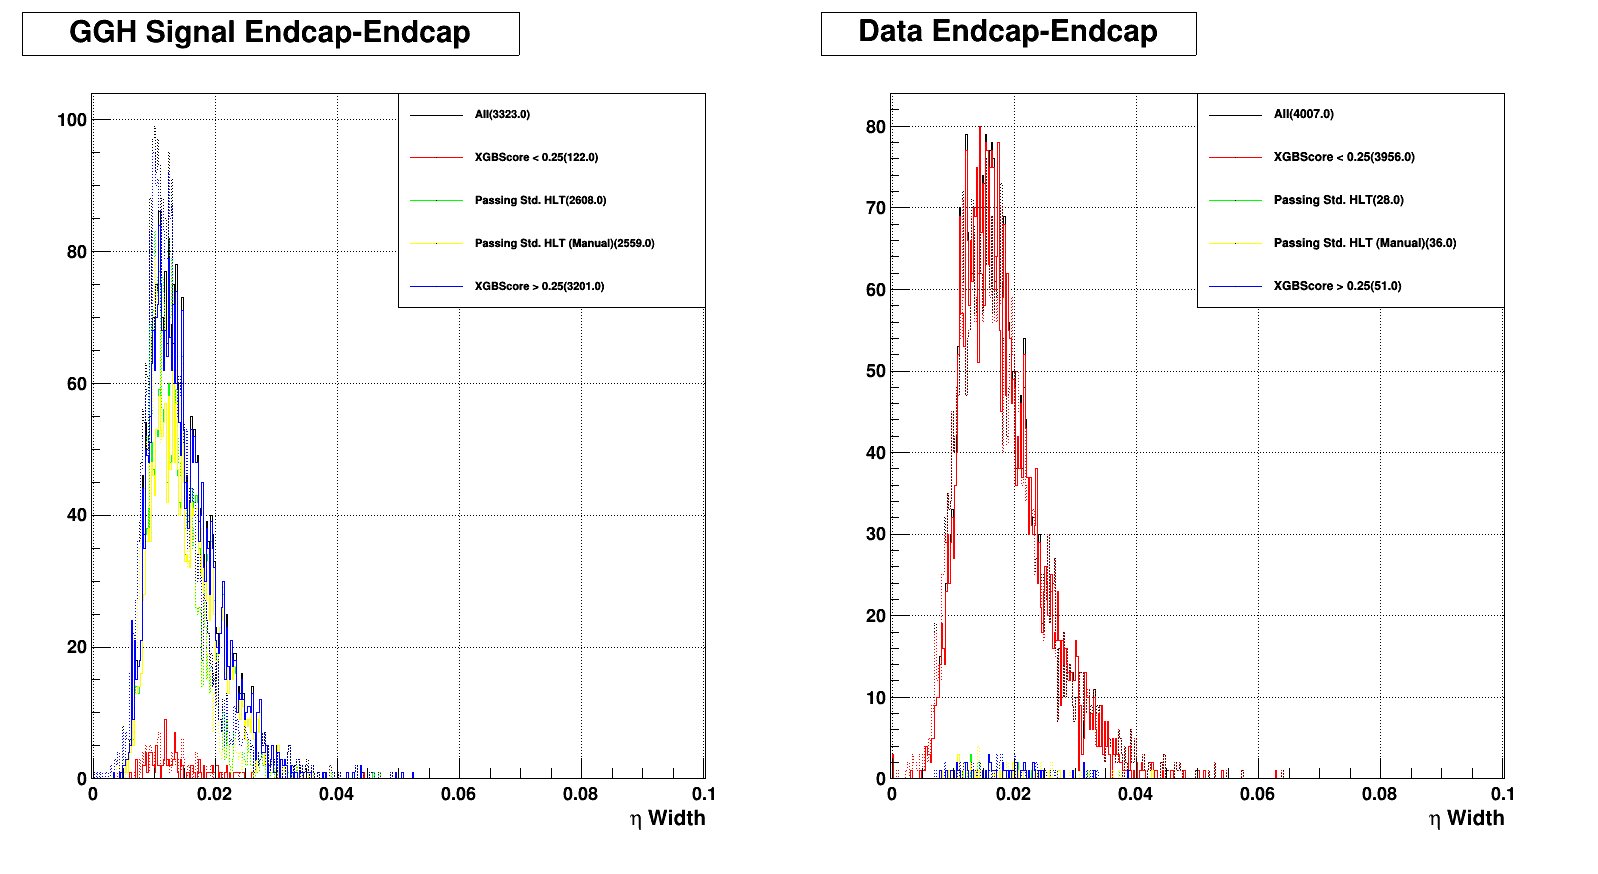 GGH Signal Endcap-Endcap
All(3323.0)
XGBScore < 0.25(122.0)
Passing Std. HLT(2608.0)
Passing Std. HLT (Manual)(2559.0)
XGBScore > 0.25(3201.0)
100
80
60
40
20
0
0 0.02 0.04 0.06 0.08 0.1
η Width
Data Endcap-Endcap
All(4007.0)
XGBScore < 0.25(3956.0)
Passing Std. HLT(28.0)
Passing Std. HLT (Manual)(36.0)
XGBScore > 0.25(51.0)
80
70
60
50
40
30
20
10
0
0 0.02 0.04 0.06 0.08 0.1
η Width